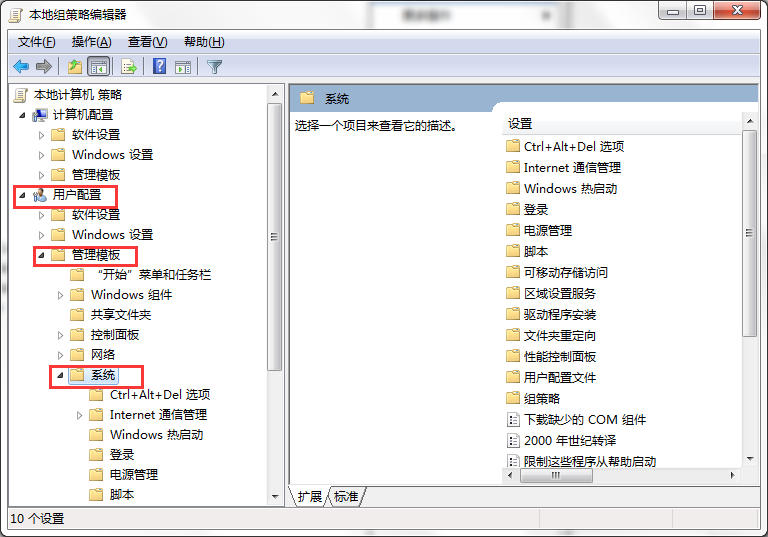 本地组策略编辑器
文件(F) 操作(A) 查看(V) 帮助(H)
本地计算机 策略
计算机配置
软件设置
Windows 设置
管理模板
用户配置
软件设置
Windows 设置
管理模板
“开始”菜单和任务栏
Windows 组件
共享文件夹
控制面板
网络
系统
Ctrl+Alt+Del 选项
Internet 通信管理
Windows 热启动
登录
电源管理
脚本
系统
选择一个项目来查看它的描述。
设置
Ctrl+Alt+Del 选项
Internet 通信管理
Windows 热启动
登录
电源管理
脚本
可移动存储访问
区域设置服务
驱动程序安装
文件夹重定向
性能控制面板
用户配置文件
组策略
下载缺少的 COM 组件
2000 年世纪转译
限制这些程序从帮助启动
扩展 标准
10 个设置